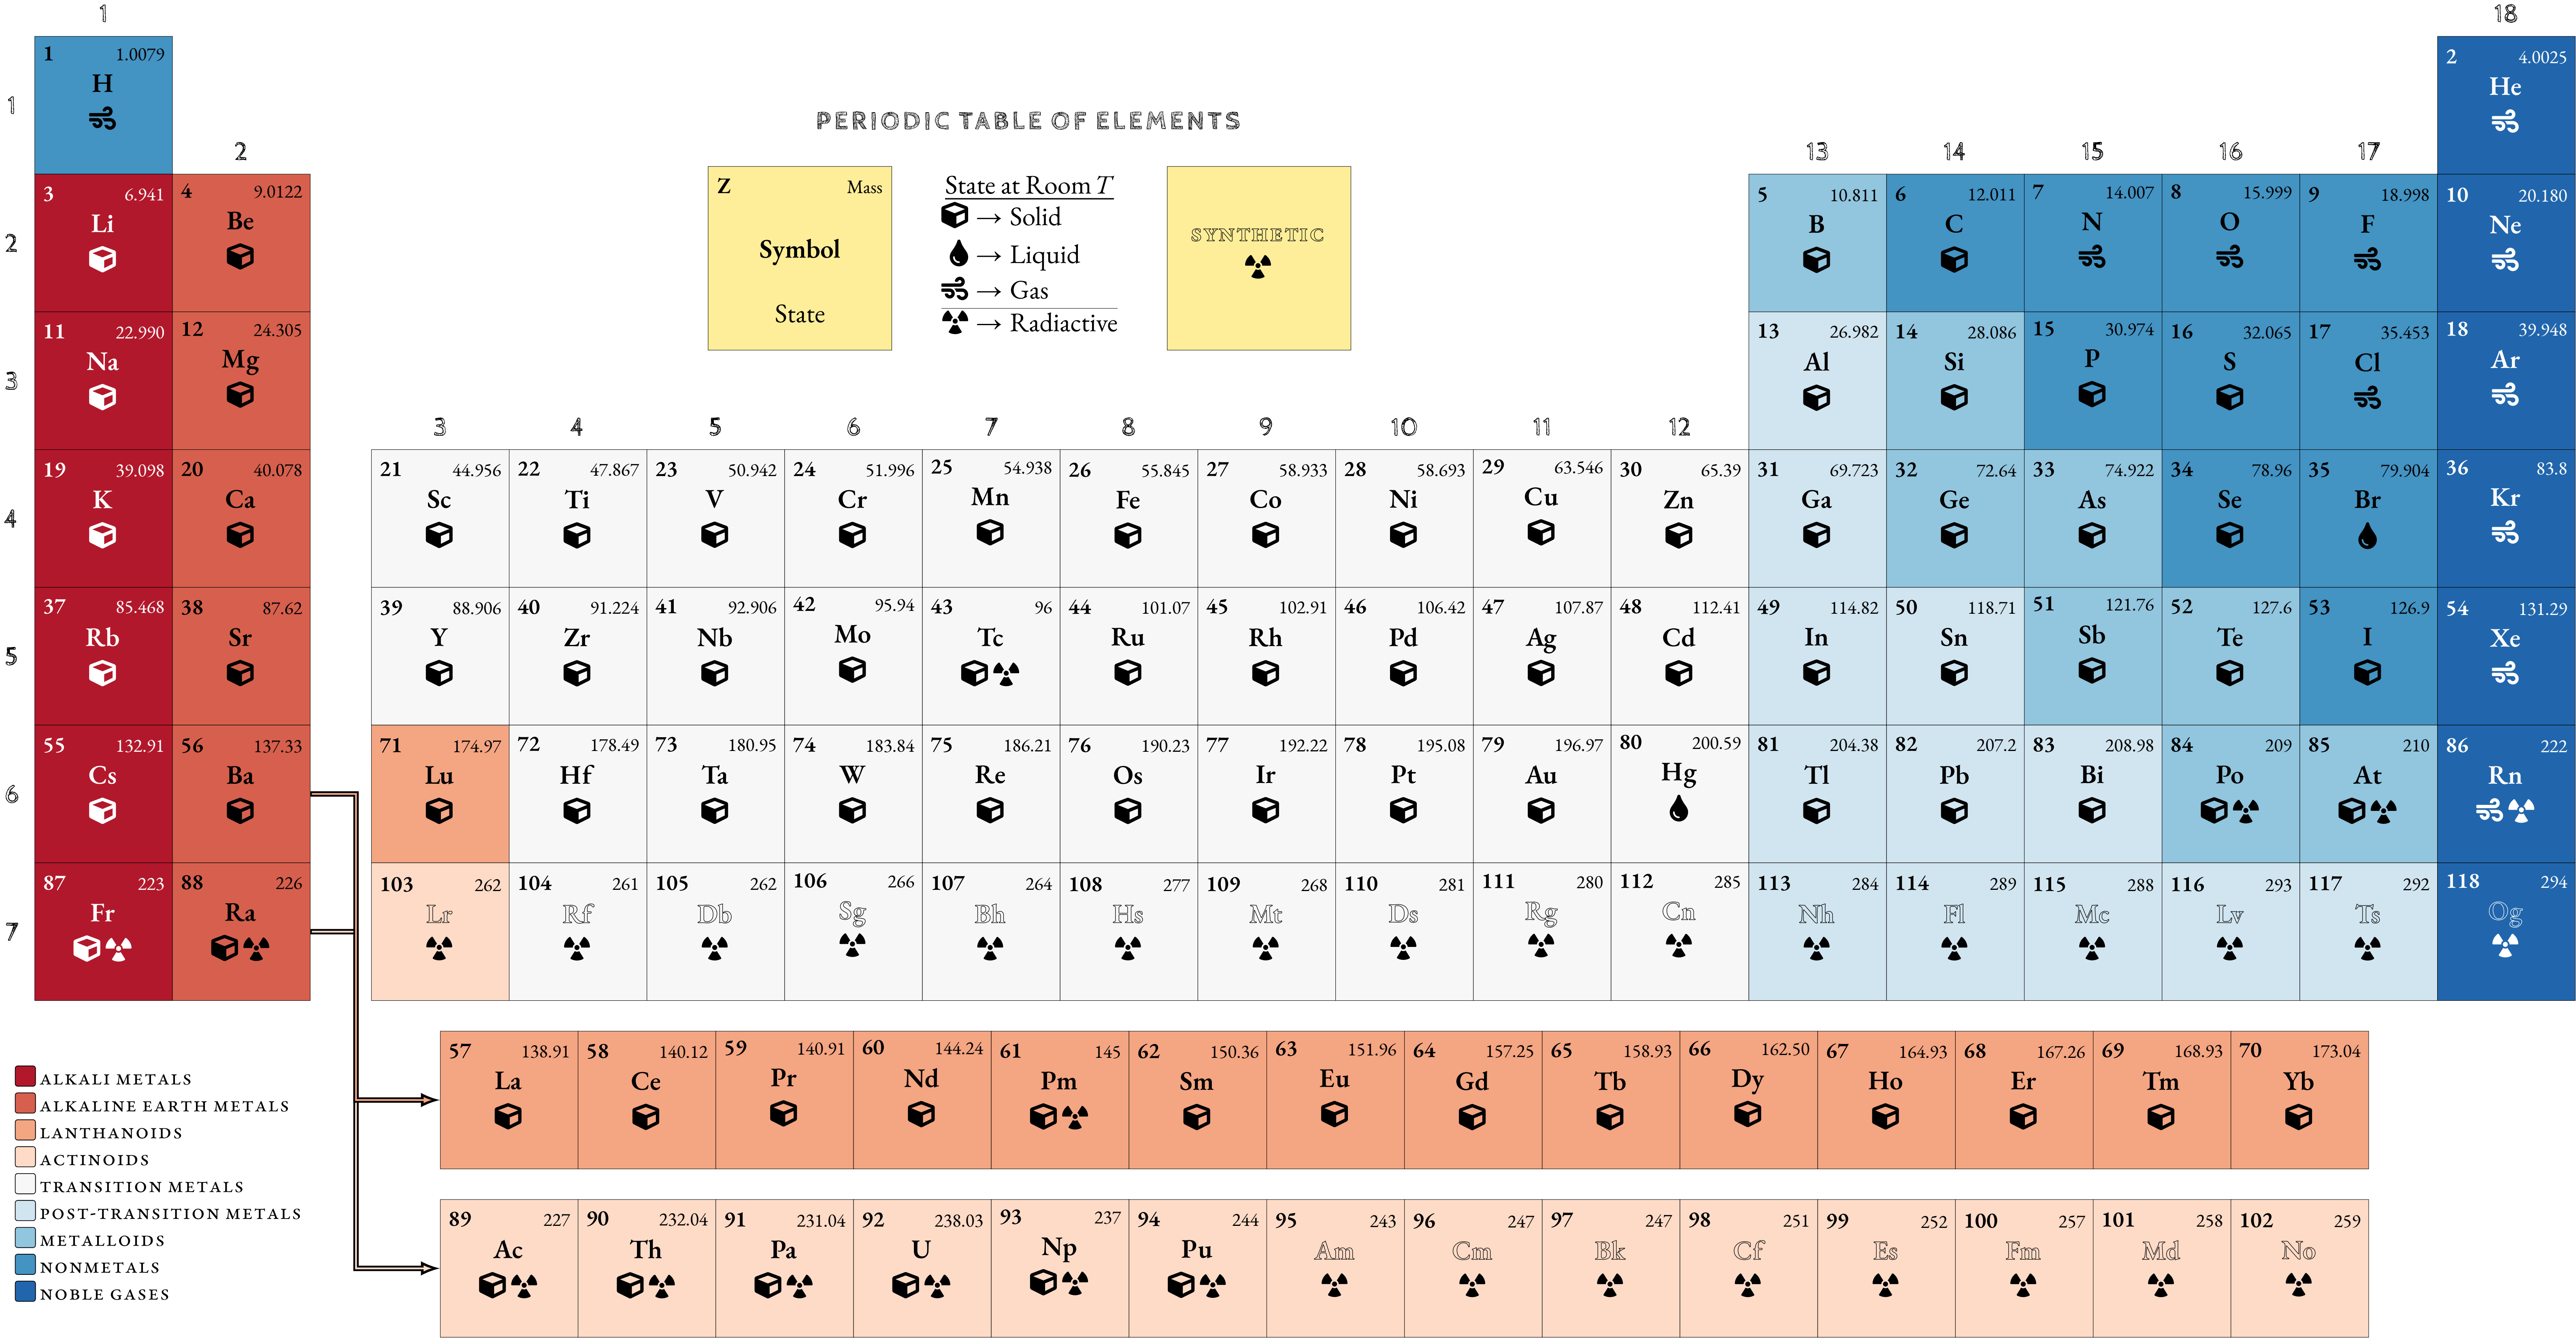 1
18
1 1.0079
H
2 4.0025
He
1
2
PERIODIC TABLE OF ELEMENTS
13 14 15 16 17
Z Mass
Symbol
State
State at Room T
→ Solid
→ Liquid
→ Gas
→ Radiactive
SYNTHETIC
3 6.941 4 9.0122 5 10.811 6 12.011 7 14.007 8 15.999 9 18.998 10 20.180
Li Be B C N O F Ne
2
11 22.990 12 24.305 13 26.982 14 28.086 15 30.974 16 32.065 17 35.453 18 39.948
Na Mg Al Si P S Cl Ar
3
3 4 5 6 7 8 9 10 11 12
19 39.098 20 40.078 21 44.956 22 47.867 23 50.942 24 51.996 25 54.938 26 55.845 27 58.933 28 58.693 29 63.546 30 65.39 31 69.723 32 72.64 33 74.922 34 78.96 35 79.904 36 83.8
K Ca Sc Ti V Cr Mn Fe Co Ni Cu Zn Ga Ge As Se Br Kr
4
37 85.468 38 87.62 39 88.906 40 91.224 41 92.906 42 95.94 43 96 44 101.07 45 102.91 46 106.42 47 107.87 48 112.41 49 114.82 50 118.71 51 121.76 52 127.6 53 126.9 54 131.29
Rb Sr Y Zr Nb Mo Tc Ru Rh Pd Ag Cd In Sn Sb Te I Xe
5
55 132.91 56 137.33 71 174.97 72 178.49 73 180.95 74 183.84 75 186.21 76 190.23 77 192.22 78 195.08 79 196.97 80 200.59 81 204.38 82 207.2 83 208.98 84 209 85 210 86 222
Cs Ba Lu Hf Ta W Re Os Ir Pt Au Hg Tl Pb Bi Po At Rn
6
87 223 88 226 103 262 104 261 105 262 106 266 107 264 108 277 109 268 110 281 111 280 112 285 113 284 114 289 115 288 116 293 117 292 118 294
Fr Ra Lr Rf Db Sg Bh Hs Mt Ds Rg Cn Nh Fl Mc Lv Ts Og
7
57 138.91 58 140.12 59 140.91 60 144.24 61 145 62 150.36 63 151.96 64 157.25 65 158.93 66 162.50 67 164.93 68 167.26 69 168.93 70 173.04
La Ce Pr Nd Pm Sm Eu Gd Tb Dy Ho Er Tm Yb
89 227 90 232.04 91 231.04 92 238.03 93 237 94 244 95 243 96 247 97 247 98 251 99 252 100 257 101 258 102 259
Ac Th Pa U Np Pu Am Cm Bk Cf Es Fm Md No
ALKALI METALS
ALKALINE EARTH METALS
LANTHANOIDS
ACTINOIDS
TRANSITION METALS
POST-TRANSITION METALS
METALLOIDS
NONMETALS
NOBLE GASES